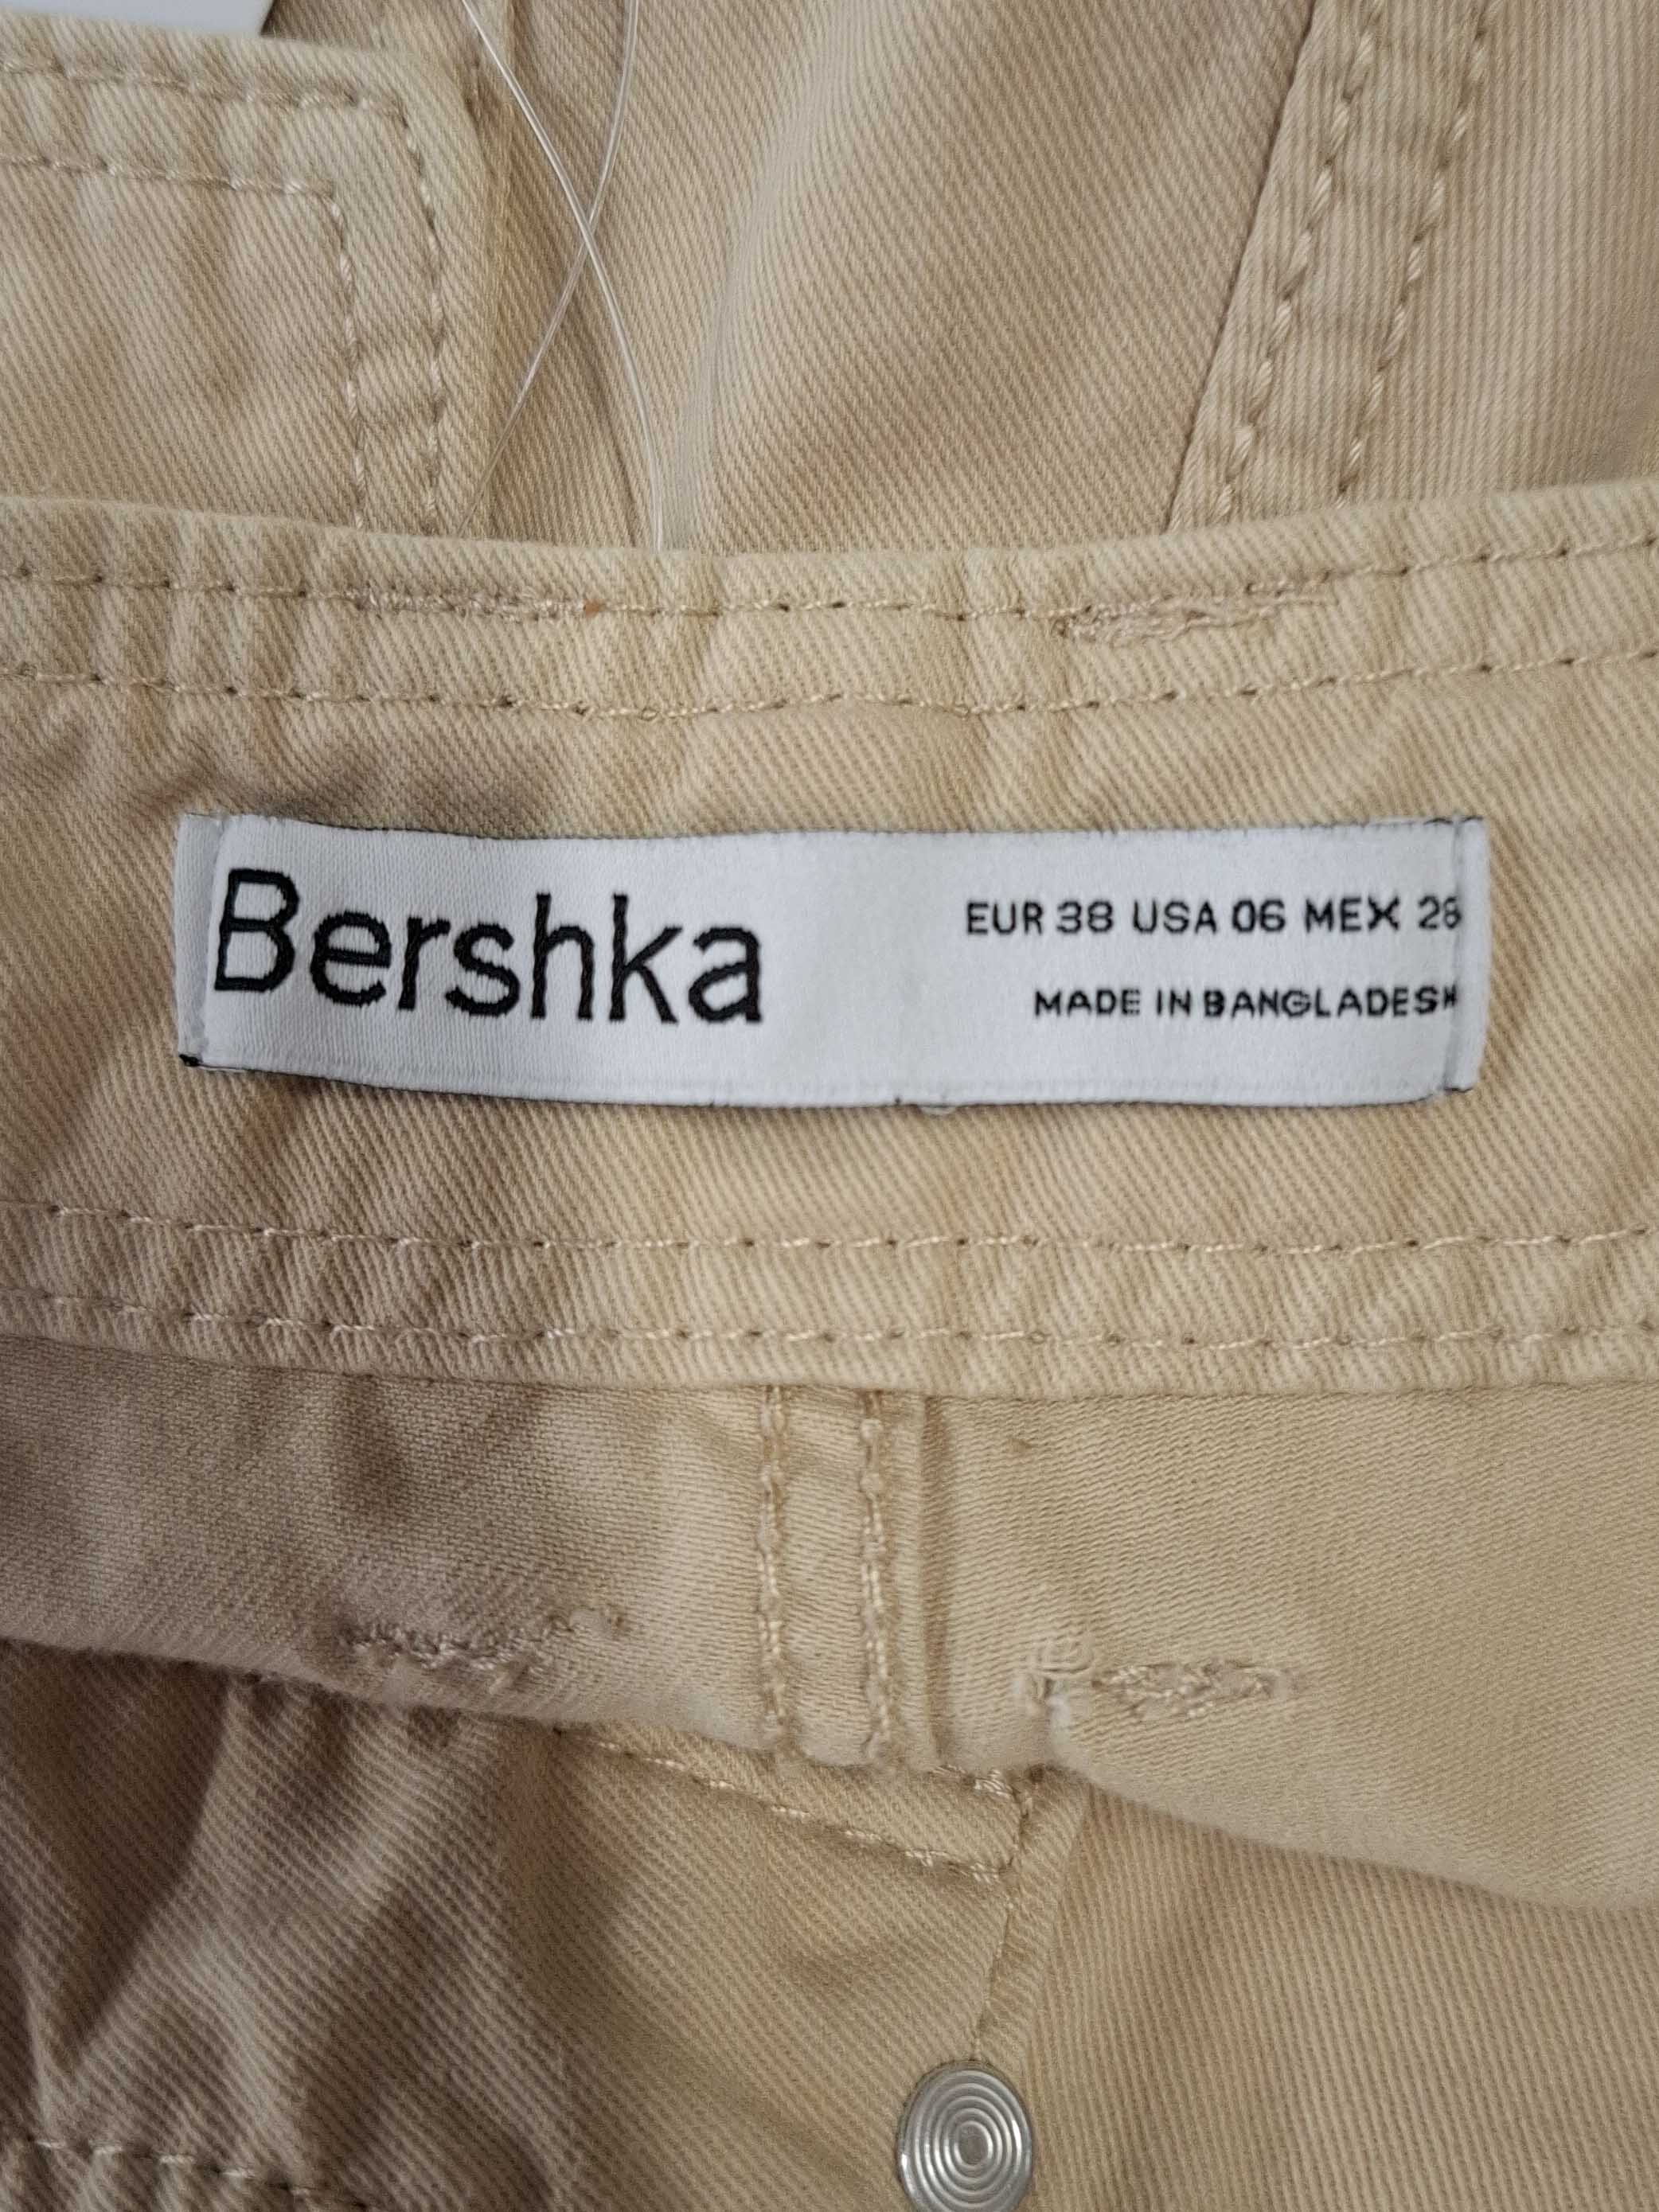 Bershka
EUR 38 USA 06 MEX 28
MADE IN BANGLADESH